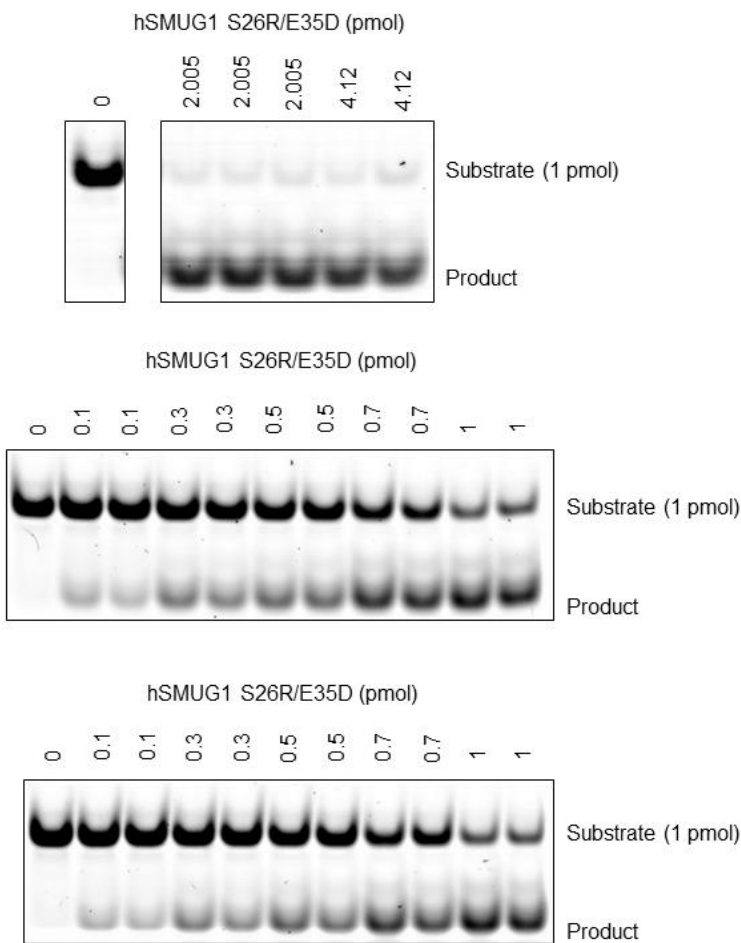 hSMUG1 S26R/E35D (pmol)
0 2.005 2.005 2.005 4.12 4.12
Substrate (1 pmol)
Product
hSMUG1 S26R/E35D (pmol)
0 0.1 0.1 0.3 0.3 0.5 0.5 0.7 0.7 1 1
Substrate (1 pmol)
Product
hSMUG1 S26R/E35D (pmol)
0 0.1 0.1 0.3 0.3 0.5 0.5 0.7 0.7 1 1
Substrate (1 pmol)
Product